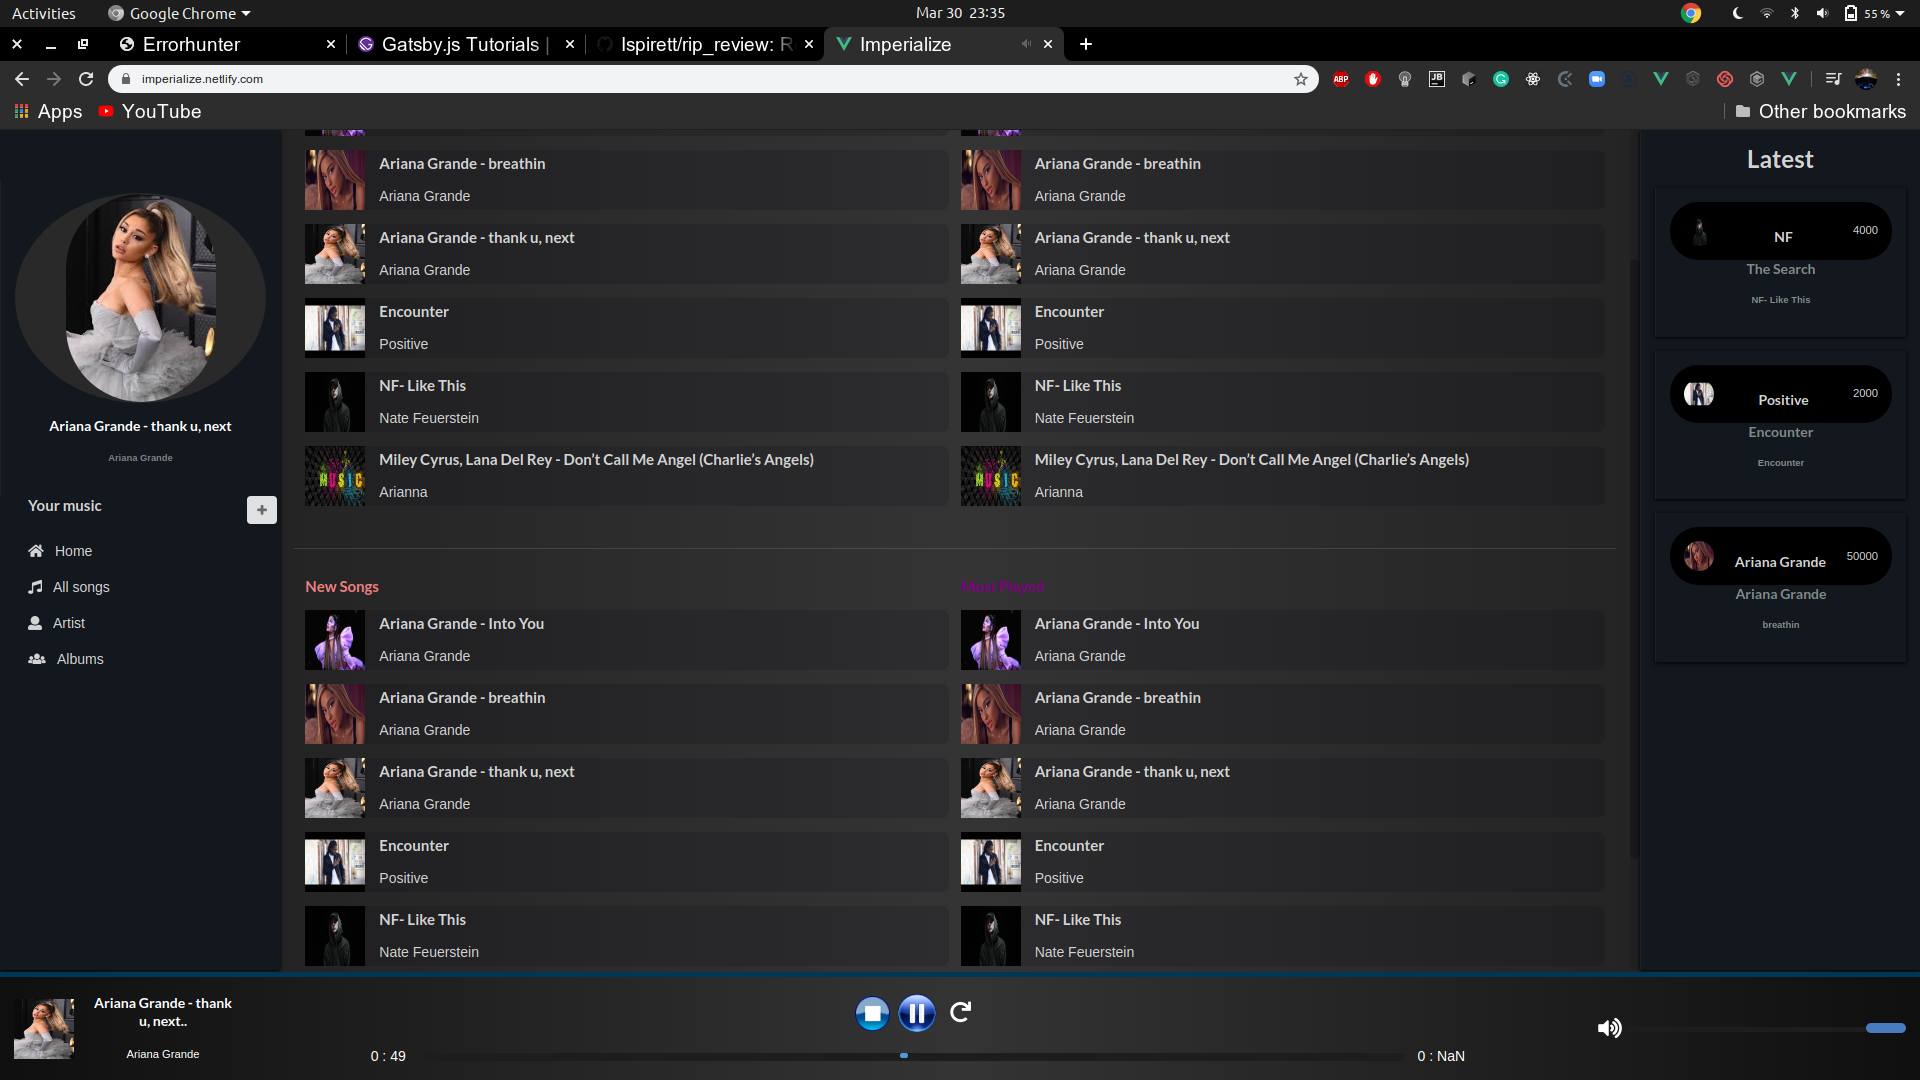 Activities
Google Chrome
Mar 30 23:35
55 %
Errorhunter
Gatsby.js Tutorials |
Ispirett/rip_review: R
Imperialize
imperialize.netlify.com
ABP
JB
Apps
YouTube
Other bookmarks
Ariana Grande - thank u, next
Ariana Grande
Your music
+
Home
All songs
Artist
Albums
Ariana Grande - breathin
Ariana Grande
Ariana Grande - thank u, next
Ariana Grande
Encounter
Positive
NF- Like This
Nate Feuerstein
MUSIC
Miley Cyrus, Lana Del Rey - Don’t Call Me Angel (Charlie’s Angels)
Arianna
Ariana Grande - breathin
Ariana Grande
Ariana Grande - thank u, next
Ariana Grande
Encounter
Positive
NF- Like This
Nate Feuerstein
MUSIC
Miley Cyrus, Lana Del Rey - Don’t Call Me Angel (Charlie’s Angels)
Arianna
New Songs
Ariana Grande - Into You
Ariana Grande
Ariana Grande - breathin
Ariana Grande
Ariana Grande - thank u, next
Ariana Grande
Encounter
Positive
NF- Like This
Nate Feuerstein
Most Played
Ariana Grande - Into You
Ariana Grande
Ariana Grande - breathin
Ariana Grande
Ariana Grande - thank u, next
Ariana Grande
Encounter
Positive
NF- Like This
Nate Feuerstein
Latest
NF
4000
The Search
NF- Like This
Positive
2000
Encounter
Encounter
Ariana Grande
50000
Ariana Grande
breathin
Ariana Grande - thank
u, next..
Ariana Grande
0 : 49
0 : NaN